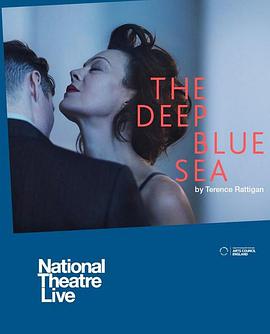 THE
DEEP
BLUE
SEA
by Terence Rattigan
National
Theatre
Live
ARTS COUNCIL
ENGLAND